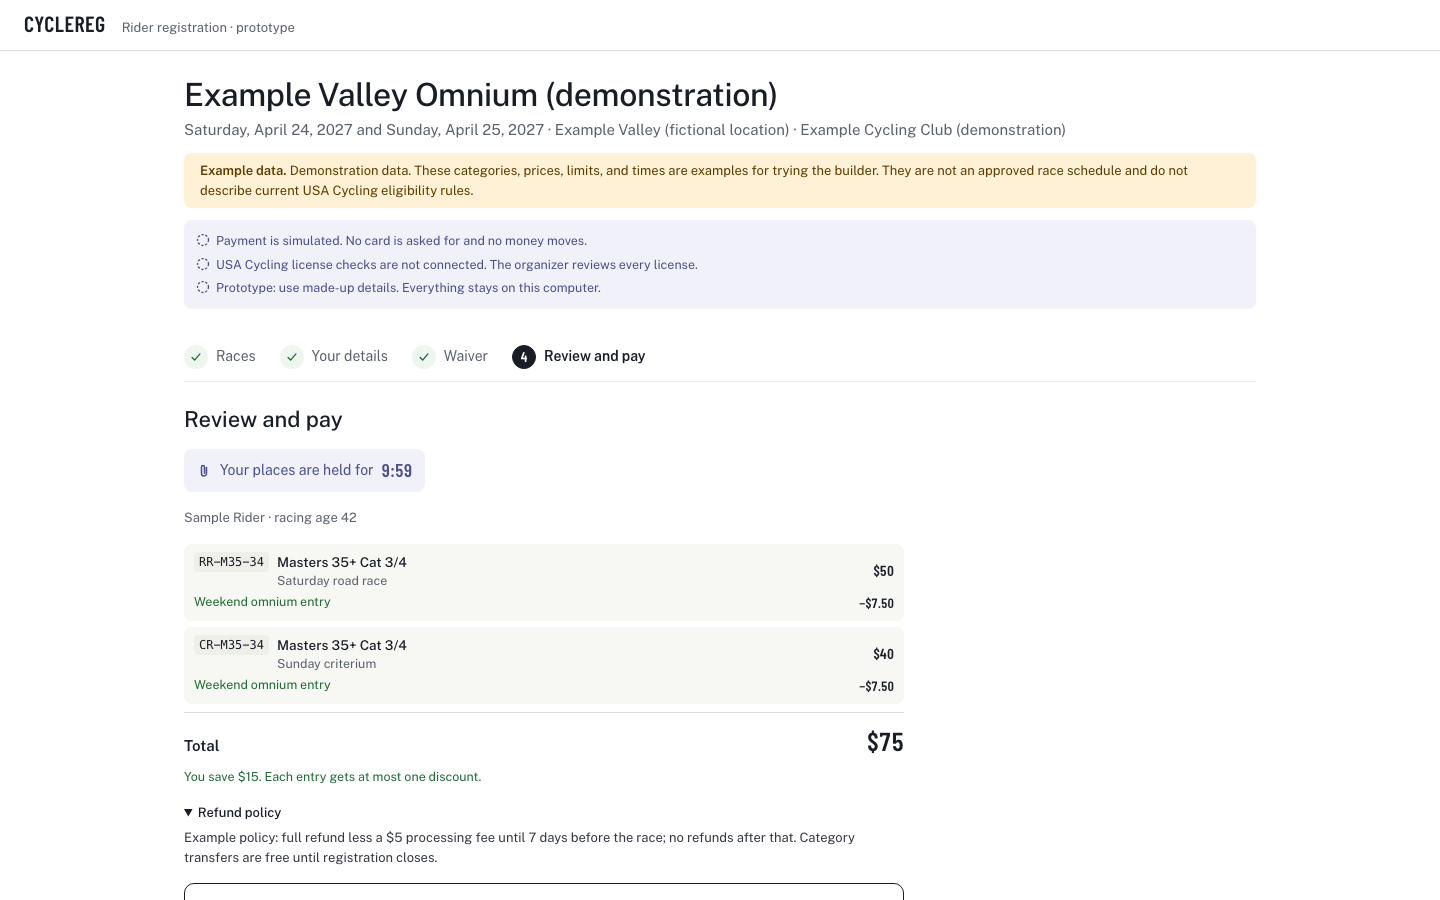 CYCLEREG Rider registration · prototype
Example Valley Omnium (demonstration)
Saturday, April 24, 2027 and Sunday, April 25, 2027 · Example Valley (fictional location) · Example Cycling Club (demonstration)
Example data. Demonstration data. These categories, prices, limits, and times are examples for trying the builder. They are not an approved race schedule and do not
describe current USA Cycling eligibility rules.
Payment is simulated. No card is asked for and no money moves.
USA Cycling license checks are not connected. The organizer reviews every license.
Prototype: use made-up details. Everything stays on this computer.
Races Your details Waiver 4 Review and pay
Review and pay
Your places are held for 9:59
Sample Rider · racing age 42
RR-M35-34 Masters 35+ Cat 3/4
Saturday road race
$50
Weekend omnium entry −$7.50
CR-M35-34 Masters 35+ Cat 3/4
Sunday criterium
$40
Weekend omnium entry −$7.50
Total $75
You save $15. Each entry gets at most one discount.
▼ Refund policy
Example policy: full refund less a $5 processing fee until 7 days before the race; no refunds after that. Category
transfers are free until registration closes.